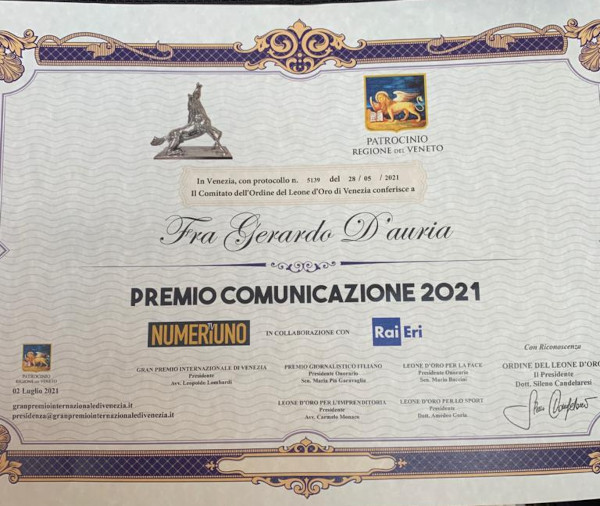 PATROCINIO
REGIONE DEL VENETO
In Venezia, con protocollo n. 5139 del 28 / 05 / 2021
Il Comitato dell'Ordine del Leone d'Oro di Venezia conferisce a
Fra Gerardo D'auria
PREMIO COMUNICAZIONE 2021
NUMERIUNO
IN COLLABORAZIONE CON
Rai Eri
Con Riconoscenza
PATROCINIO
REGIONE DEL VENETO
02 Luglio 2021
granpremiointernazionaledivenezia.it
presidenza@granpremiointernazionaledivenezia.it
GRAN PREMIO INTERNAZIONALE DI VENEZIA
Presidente
Avv. Leopoldo Lombardi
PREMIO GIORNALISTICO
Presidente Onorario
Sen. Maria Pia Garavaglia
LEONE D'ORO PER LA PACE
Presidente Onorario
Sen. Mario Baccini
ORDINE DEL LEONE D'ORO
Il Presidente
Dott. Sileno Candelaresi
LEONE D'ORO PER L'IMPRENDITORIA
Presidente
Avv. Carmelo Monaco
LEONE D'ORO PER LO SPORT
Presidente
Dott. Amedeo